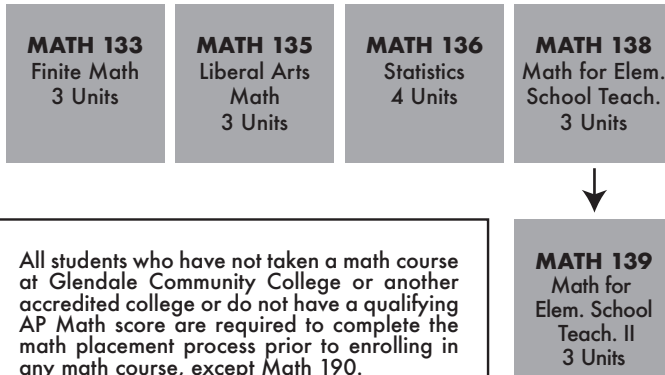 MATH 133
Finite Math
3 Units
MATH 135
Liberal Arts
Math
3 Units
MATH 136
Statistics
4 Units
MATH 138
Math for Elem.
School Teach.
3 Units
All students who have not taken a math course
at Glendale Community College or another
accredited college or do not have a qualifying
AP Math score are required to complete the
math placement process prior to enrolling in
any math course, except Math 190.
MATH 139
Math for
Elem. School
Teach. II
3 Units